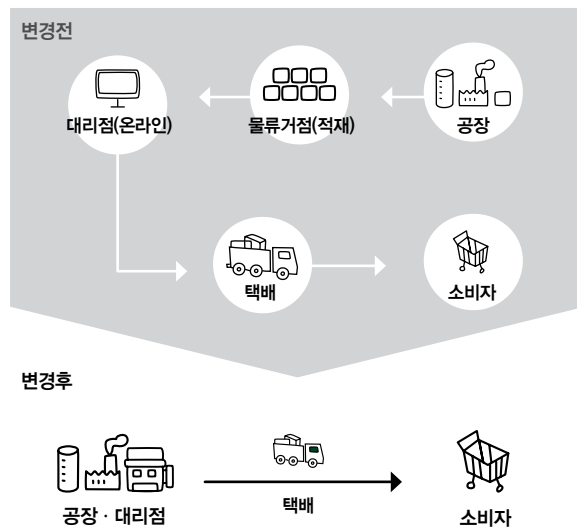 변경전
대리점(온라인)
물류거점(적재)
공장
택배
소비자
변경후
공장 · 대리점
택배
소비자